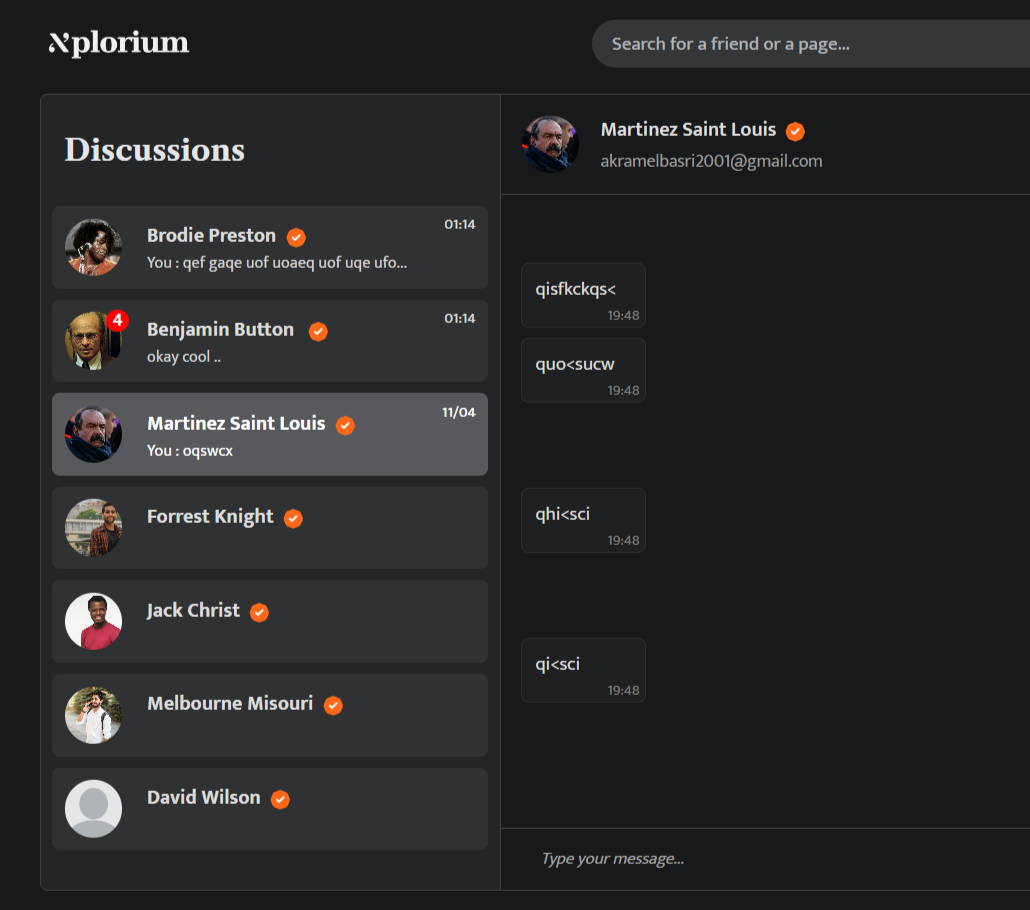 Xplorium
Search for a friend or a page...
Discussions
Brodie Preston
01:14
You : qef gaqe uof uoaeq uof uqe ufo...
4
Benjamin Button
01:14
okay cool ..
Martinez Saint Louis
11/04
You : oqswcx
Forrest Knight
Jack Christ
Melbourne Misouri
David Wilson
Martinez Saint Louis
akramelbasri2001@gmail.com
qisfkckqs<
19:48
quo<sucw
19:48
qhi<sci
19:48
qi<sci
19:48
Type your message...